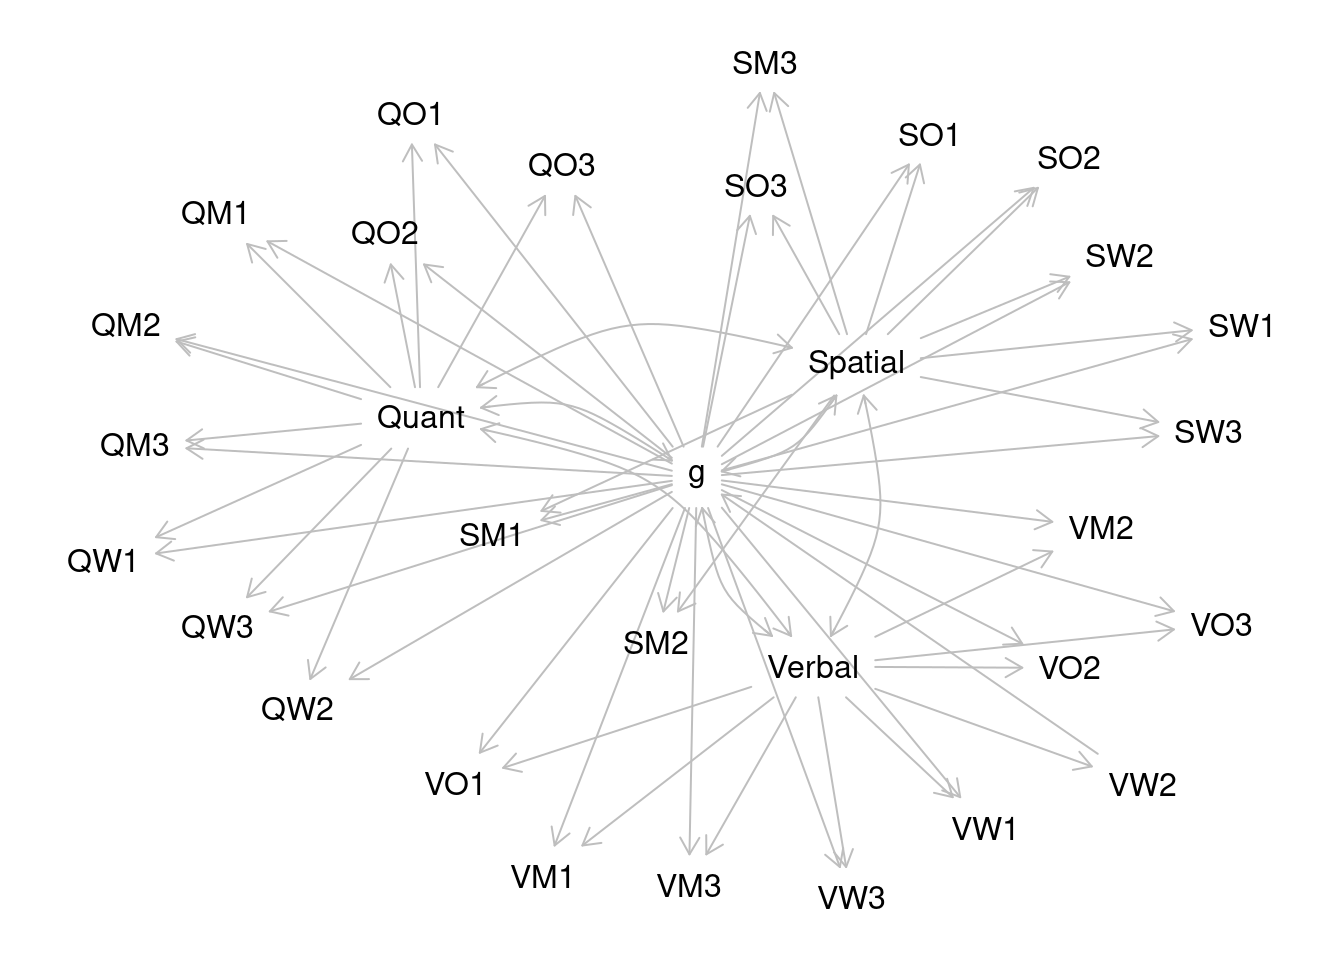 SM3
QO1
SO1
QO3
SO2
SO3
QM1
QO2
SW2
QM2
SW1
Spatial
Quant
SW3
QM3
g
VM2
SM1
QW1
VO3
QW3
SM2
Verbal
VO2
QW2
VO1
VW2
VW1
VM1
VM3
VW3